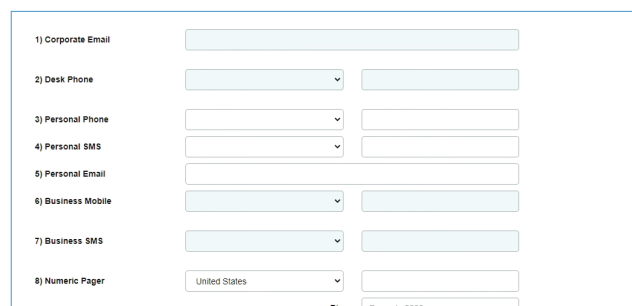 1) Corporate Email
2) Desk Phone
3) Personal Phone
4) Personal SMS
5) Personal Email
6) Business Mobile
7) Business SMS
8) Numeric Pager United States